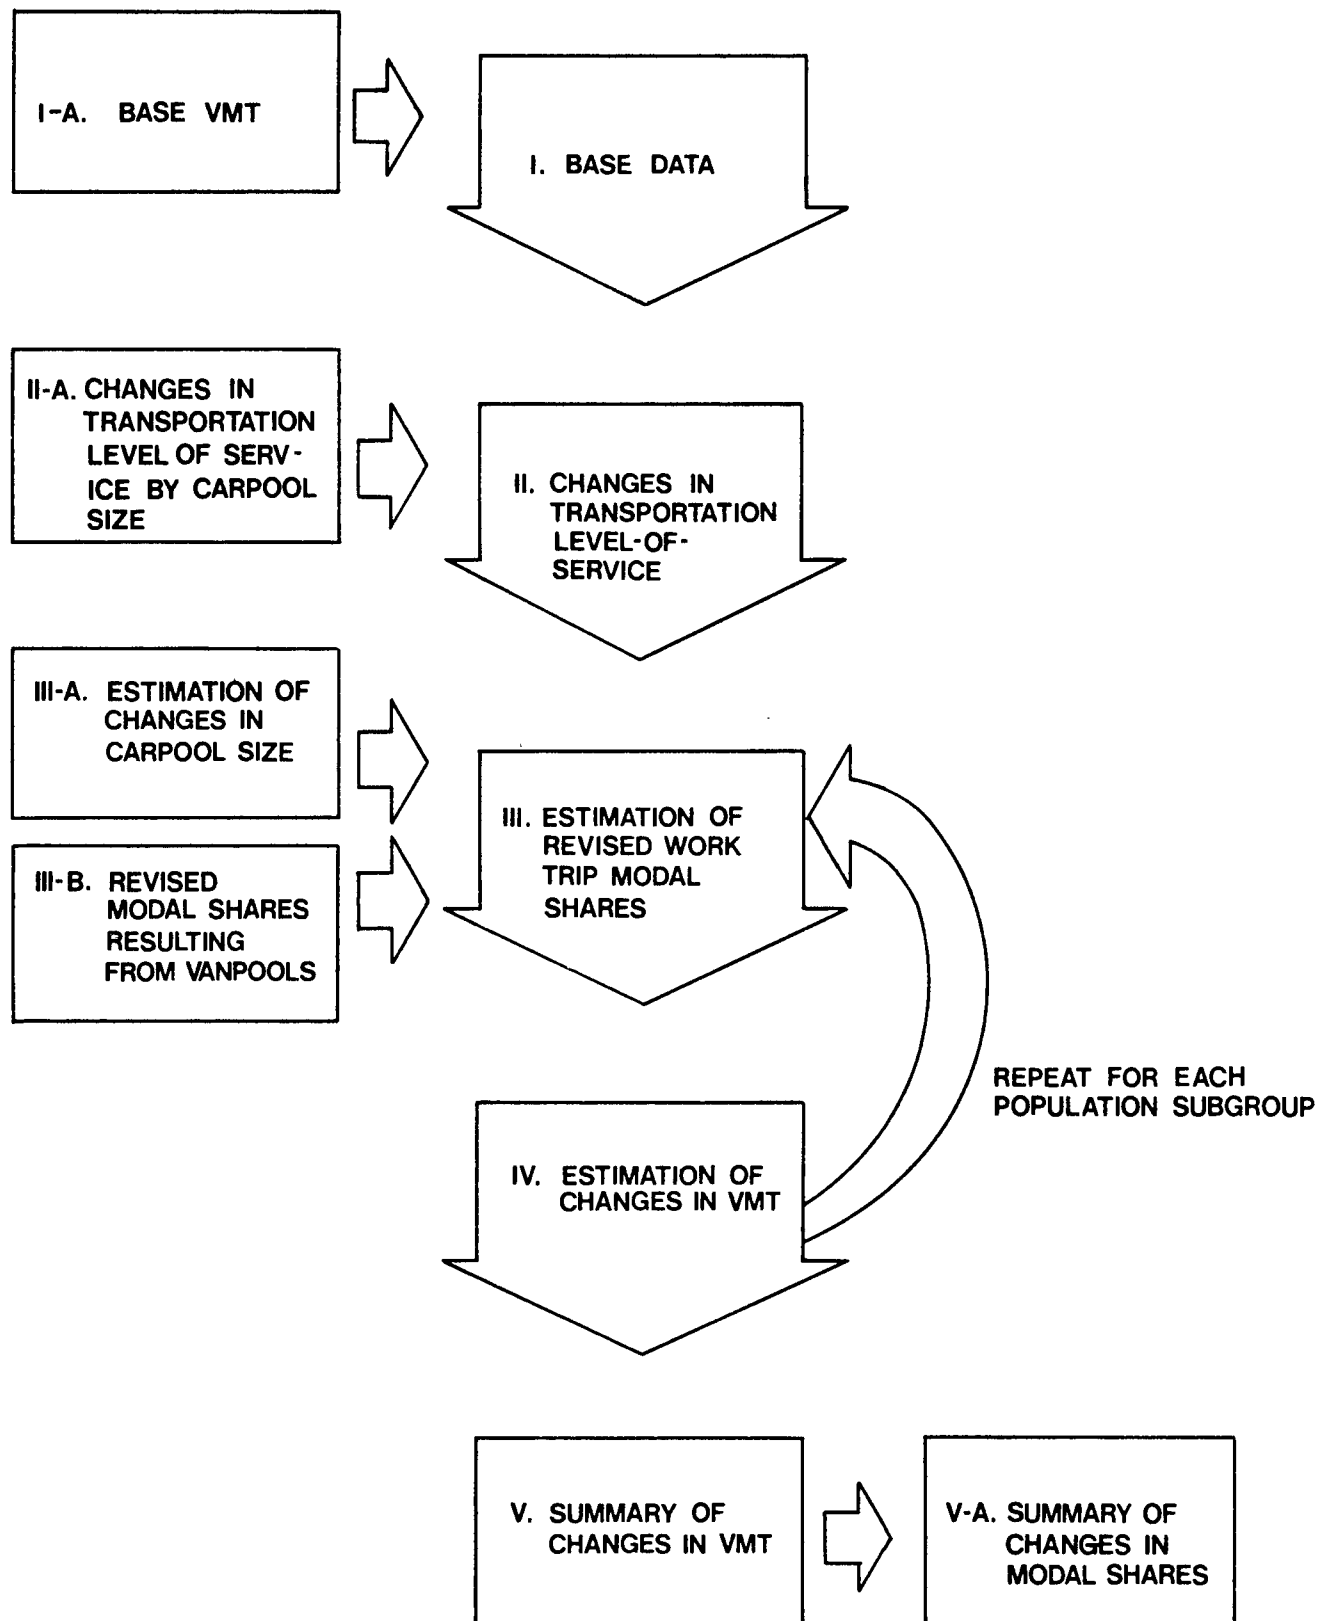 I-A. BASE VMT
I. BASE DATA
II-A. CHANGES IN
TRANSPORTATION
LEVEL OF SERV-
ICE BY CARPOOL
SIZE
II. CHANGES IN
TRANSPORTATION
LEVEL-OF-
SERVICE
III-A. ESTIMATION OF
CHANGES IN
CARPOOL SIZE
III-B. REVISED
MODAL SHARES
RESULTING
FROM VANPOOLS
III. ESTIMATION OF
REVISED WORK
TRIP MODAL
SHARES
REPEAT FOR EACH
POPULATION SUBGROUP
IV. ESTIMATION OF
CHANGES IN VMT
V. SUMMARY OF
CHANGES IN VMT
V-A. SUMMARY OF
CHANGES IN
MODAL SHARES